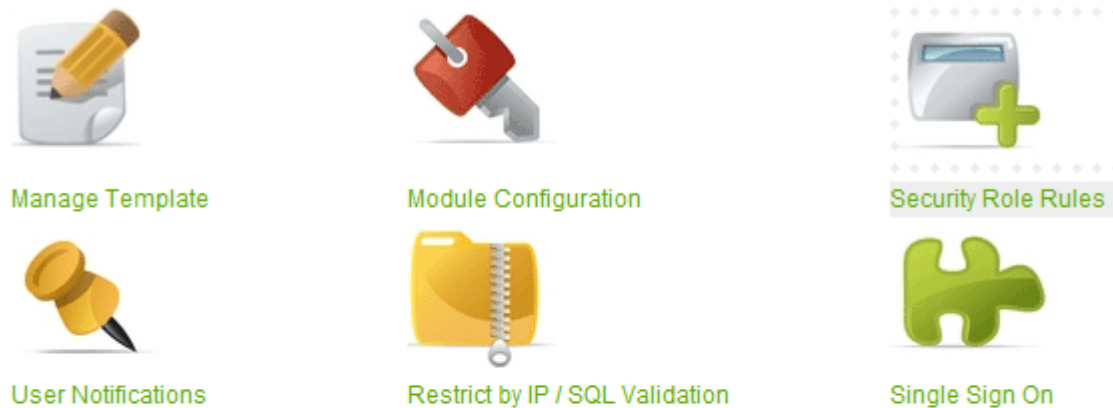 Manage Template
Module Configuration
Security Role Rules
User Notifications
Restrict by IP / SQL Validation
Single Sign On